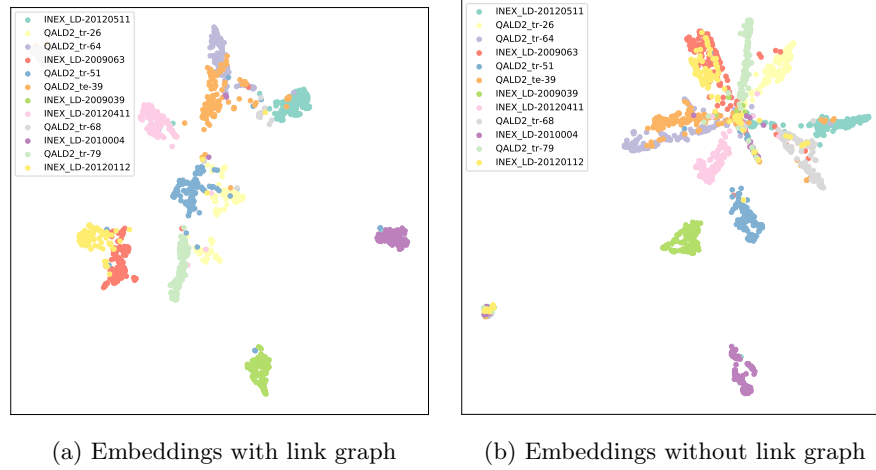 INEX_LD-20120511
QALD2_tr-26
QALD2_tr-64
INEX_LD-2009063
QALD2_tr-51
QALD2_te-39
INEX_LD-2009039
INEX_LD-20120411
QALD2_tr-68
INEX_LD-2010004
QALD2_tr-79
INEX_LD-20120112
INEX_LD-20120511
QALD2_tr-26
QALD2_tr-64
INEX_LD-2009063
QALD2_tr-51
QALD2_te-39
INEX_LD-2009039
INEX_LD-20120411
QALD2_tr-68
INEX_LD-2010004
QALD2_tr-79
INEX_LD-20120112
(a) Embeddings with link graph
(b) Embeddings without link graph